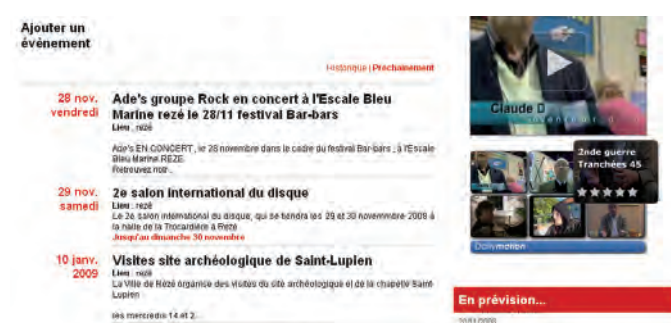 Ajouter un
évènement
Historique | Prochainement
28 nov.
vendredi
Ade's groupe Rock en concert à l'Escale Bleu
Marine rezé le 28/11 festival Bar-bars
Lieu : rezé
Ade's EN CONCERT, le 28 novembre dans le cadre du festival Bar-bars, à l'Escale
Bleu Marine REZE.
Retrouvez noir...
29 nov.
samedi
2e salon international du disque
Lieu : rezé
Le 2e salon international du disque, qui se tiendra les 29 et 30 novembre 2008 à
la halle de la Trocardière à Rezé
Jusqu'au dimanche 30 novembre
10 janv.
2009
Visites site archéologique de Saint-Lupien
Lieu : rezé
La Ville de Rezé organise des visites du site archéologique et de la chapelle Saint-
Lupien
les mercredis 14 et 2...
Claude D
2nde guerre
Tranchées 45
Dailymotion
En prévision...